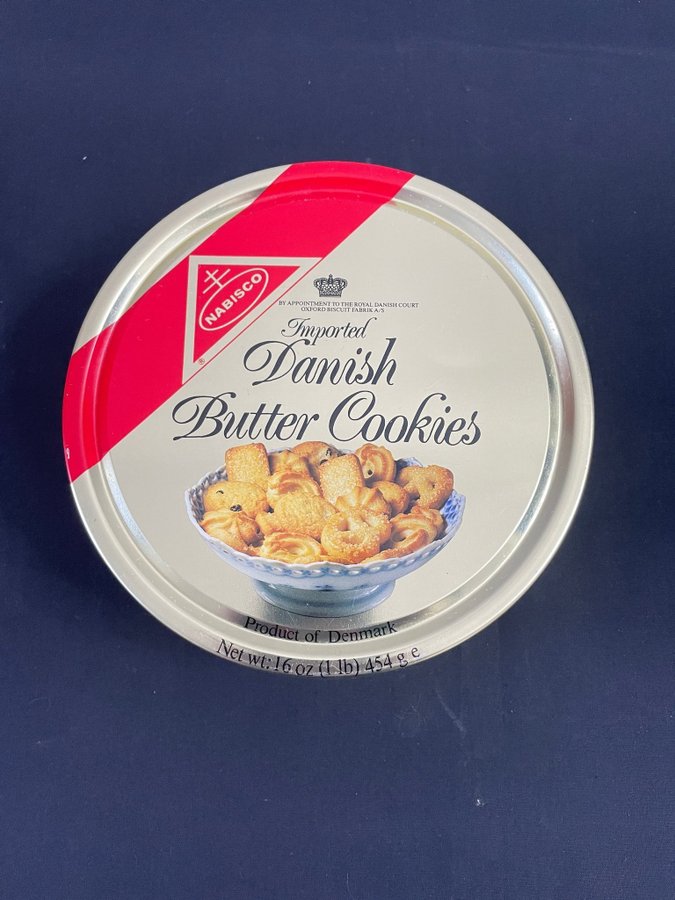 NABISCO
®
BY APPOINTMENT TO THE ROYAL DANISH COURT
OXFORD BISCUIT FABRIK A/S
Imported
Danish
Butter Cookies
Product of Denmark
Net wt: 16 oz (1 lb) 454 g e